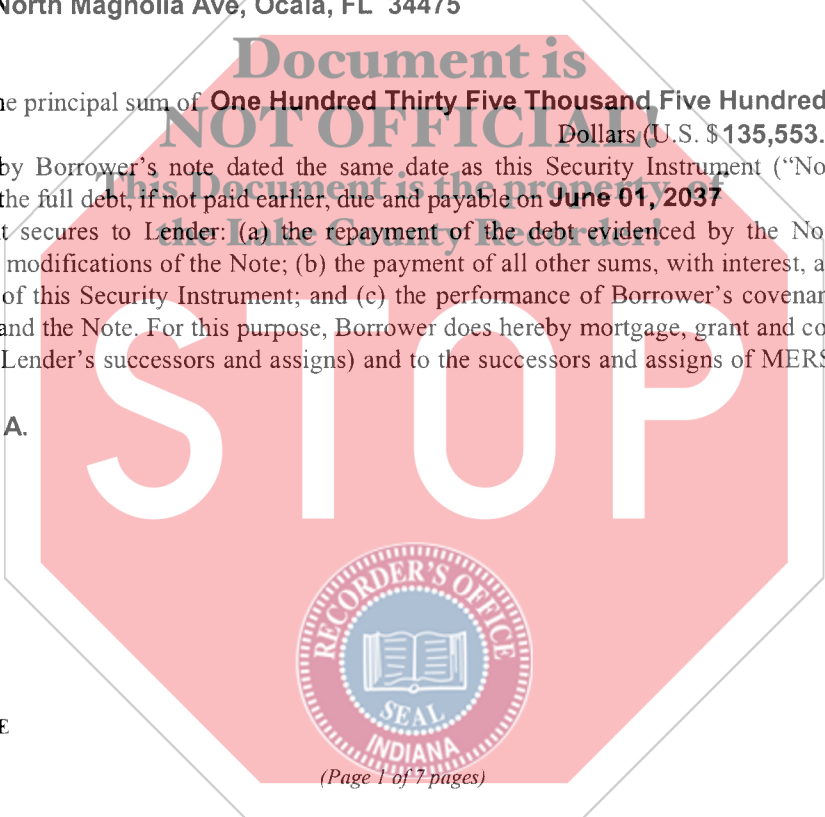 North Magnolia Ave, Ocala, FL 34475
Document is
principal sum of One Hundred Thirty Five Thousand Five Hundred
NOT OFFICIAL!
Dollars (U.S. $135,553.
by Borrower’s note dated the same date as this Security Instrument (“No
This Document is the property of
the full debt, if not paid earlier, due and payable on June 01, 2037
the Lake County Recorder!
t secures to Lender: (a) the repayment of the debt evidenced by the No
modifications of the Note; (b) the payment of all other sums, with interest, a
of this Security Instrument; and (c) the performance of Borrower’s covenan
and the Note. For this purpose, Borrower does hereby mortgage, grant and co
Lender’s successors and assigns) and to the successors and assigns of MERS
STOP
A.
RECORDER'S OFFICE
SEAL
INDIANA
E
(Page 1 of 7 pages)